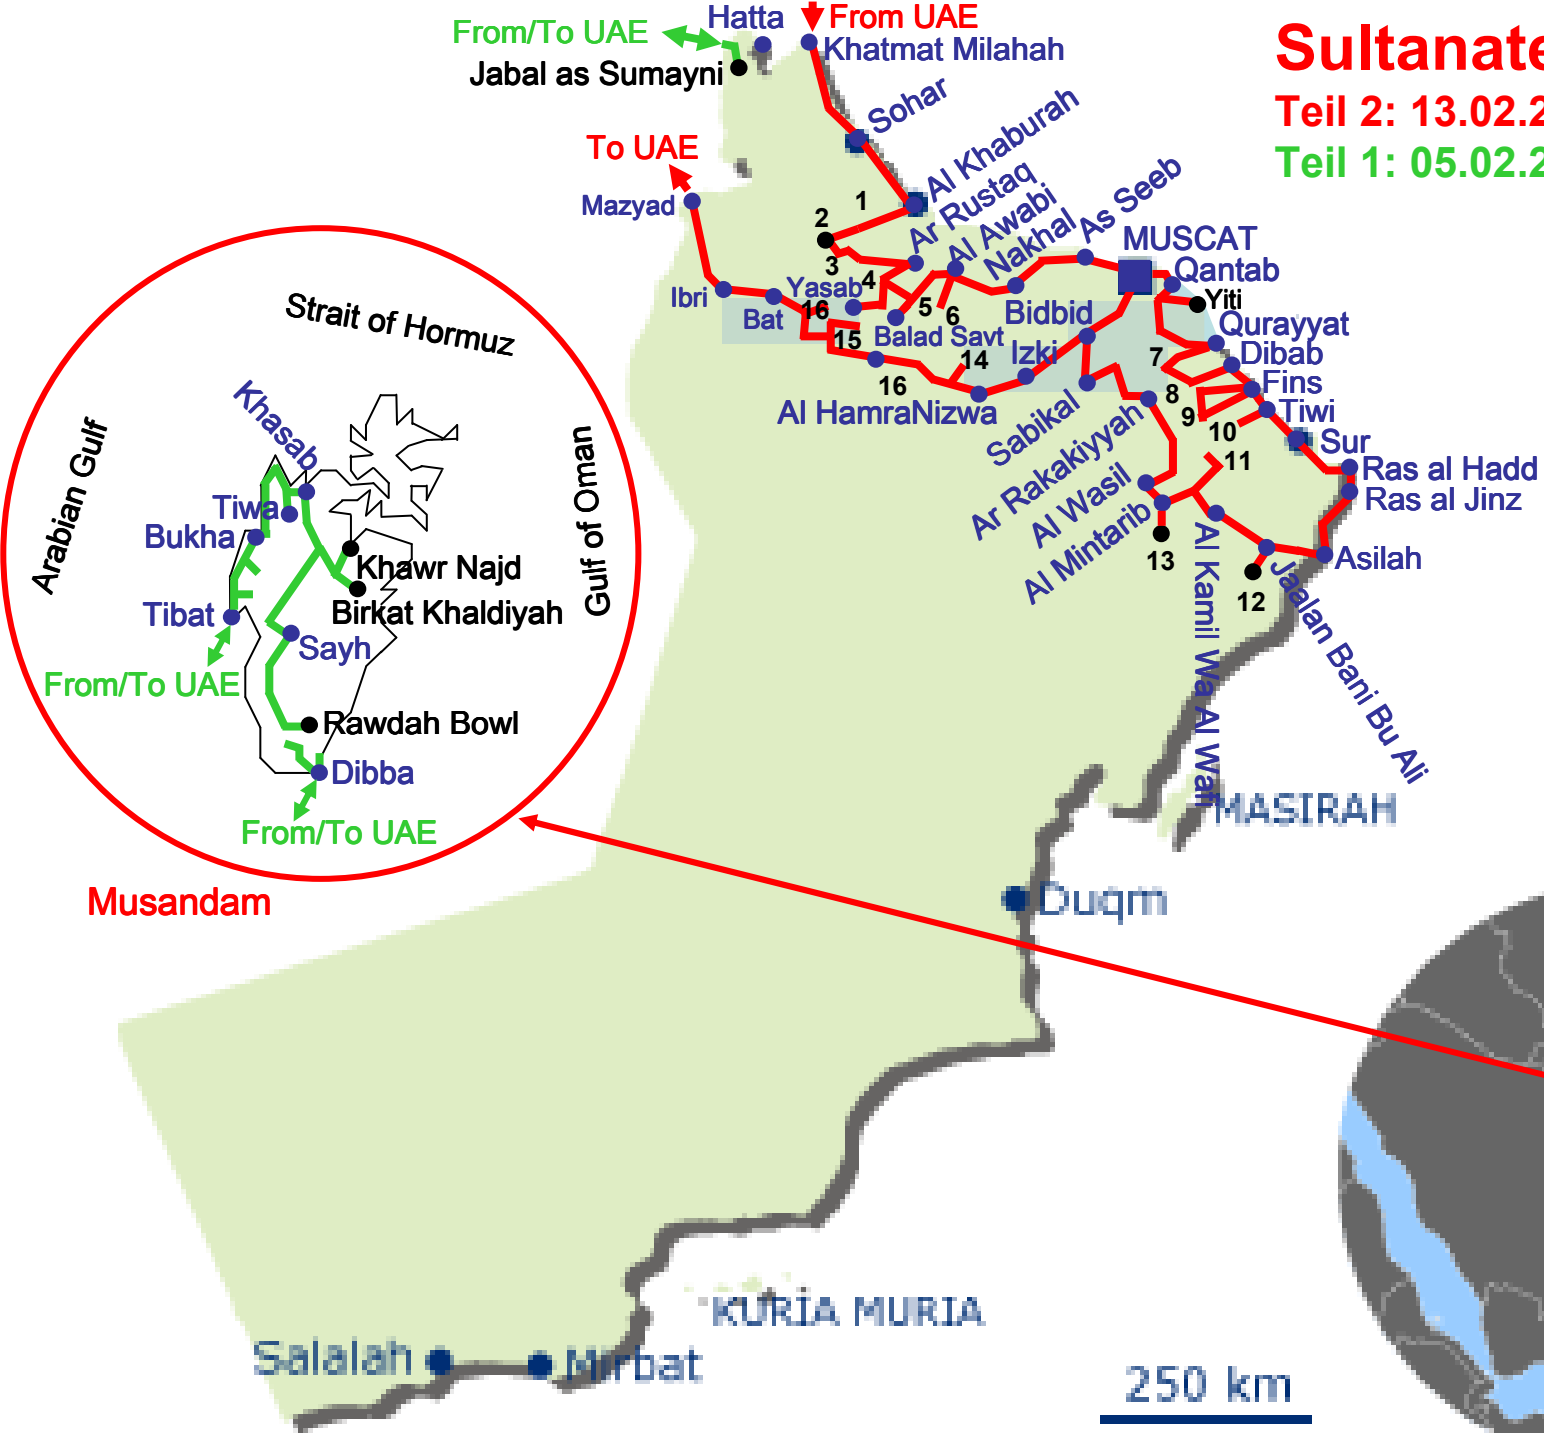 From/To UAE
Hatta
From UAE
Khatmat Milahah
Jabal as Sumayni
Sultanate
Teil 2: 13.02.2
Teil 1: 05.02.2
Sohar
To UAE
Al Khaburah
Mazyad
1
2
Ar Rustaq
Al Awabi
Nakhal
As Seeb
MUSCAT
Qantab
Yiti
3
4
Yasab
5
6
Ibri
Bat
16
15
Balad Sayt
Bidbid
Qurayyat
Dibab
Fins
Tiwi
Sur
14
Izki
16
Al Hamra
Nizwa
7
8
9
10
11
Sabikal
Ar Rakakiyyah
Al Wasil
Al Mintarib
Ras al Hadd
Ras al Jinz
Asilah
13
12
Al Kamil Wa Al Wafi
Jaalan Bani Bu Ali
Strait of Hormuz
Arabian Gulf
Gulf of Oman
Khasab
Tiwa
Bukha
Khawr Najd
Birkat Khaldiyah
Tibat
Sayh
From/To UAE
Rawdah Bowl
Dibba
From/To UAE
Musandam
MASIRAH
Duqm
KURIA MURIA
Salalah
Mirbat
250 km